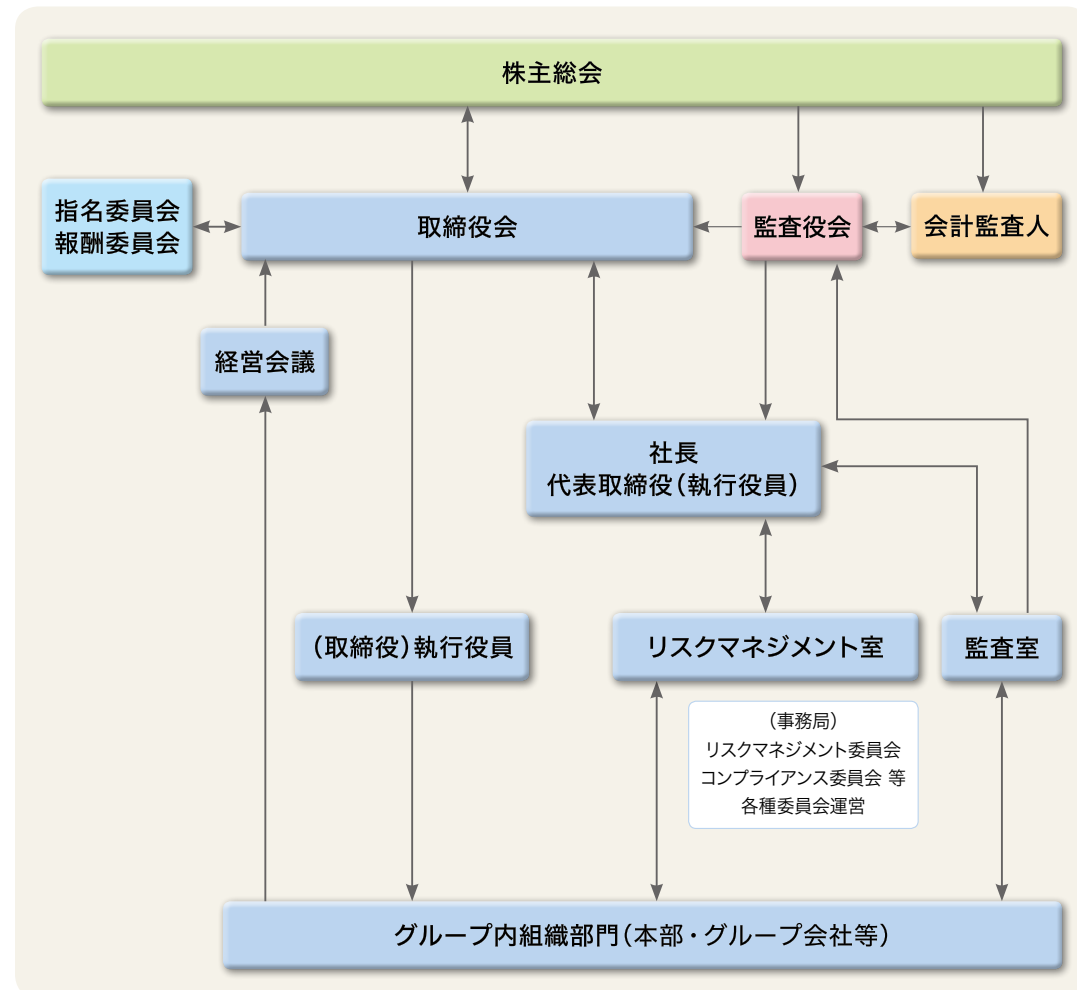 株主総会
指名委員会
報酬委員会
取締役会
監査役会
会計監査人
経営会議
社長
代表取締役(執行役員)
(取締役)執行役員
リスクマネジメント室
監査室
(事務局)
リスクマネジメント委員会
コンプライアンス委員会 等
各種委員会運営
グループ内組織部門(本部・グループ会社等)